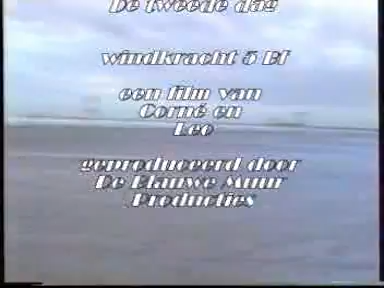 De tweede dag
windkracht 5 Bf
een film van
Corné en
Leo
geproduceerd door
De Blauwe Muur
Producties